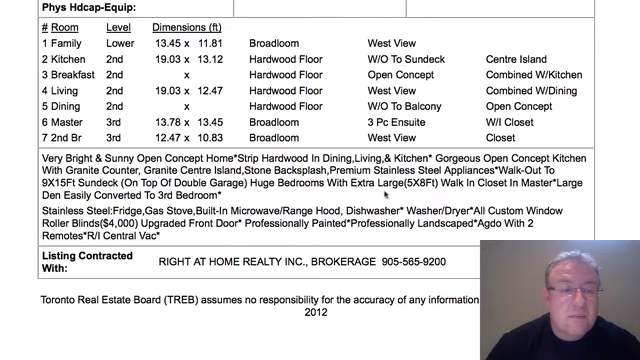 Phys Hdcap-Equip:
# Room Level Dimensions (ft)
1 Family Lower 13.45 x 11.81 Broadloom West View
2 Kitchen 2nd 19.03 x 13.12 Hardwood Floor W/O To Sundeck Centre Island
3 Breakfast 2nd x Hardwood Floor Open Concept Combined W/Kitchen
4 Living 2nd 19.03 x 12.47 Hardwood Floor West View Combined W/Dining
5 Dining 2nd x Hardwood Floor W/O To Balcony Open Concept
6 Master 3rd 13.78 x 13.45 Broadloom 3 Pc Ensuite W/I Closet
7 2nd Br 3rd 12.47 x 10.83 Broadloom West View Closet
Very Bright & Sunny Open Concept Home*Strip Hardwood In Dining,Living,& Kitchen* Gorgeous Open Concept Kitchen
With Granite Counter, Granite Centre Island,Stone Backsplash,Premium Stainless Steel Appliances*Walk-Out To
9X15Ft Sundeck (On Top Of Double Garage) Huge Bedrooms With Extra Large(5X8Ft) Walk In Closet In Master*Large
Den Easily Converted To 3rd Bedroom*
Stainless Steel:Fridge,Gas Stove,Built-In Microwave/Range Hood, Dishwasher* Washer/Dryer*All Custom Window
Roller Blinds($4,000) Upgraded Front Door* Professionally Painted*Professionally Landscaped*Agdo With 2
Remotes*R/I Central Vac*
Listing Contracted With: RIGHT AT HOME REALTY INC., BROKERAGE 905-565-9200
Toronto Real Estate Board (TREB) assumes no responsibility for the accuracy of any information
2012